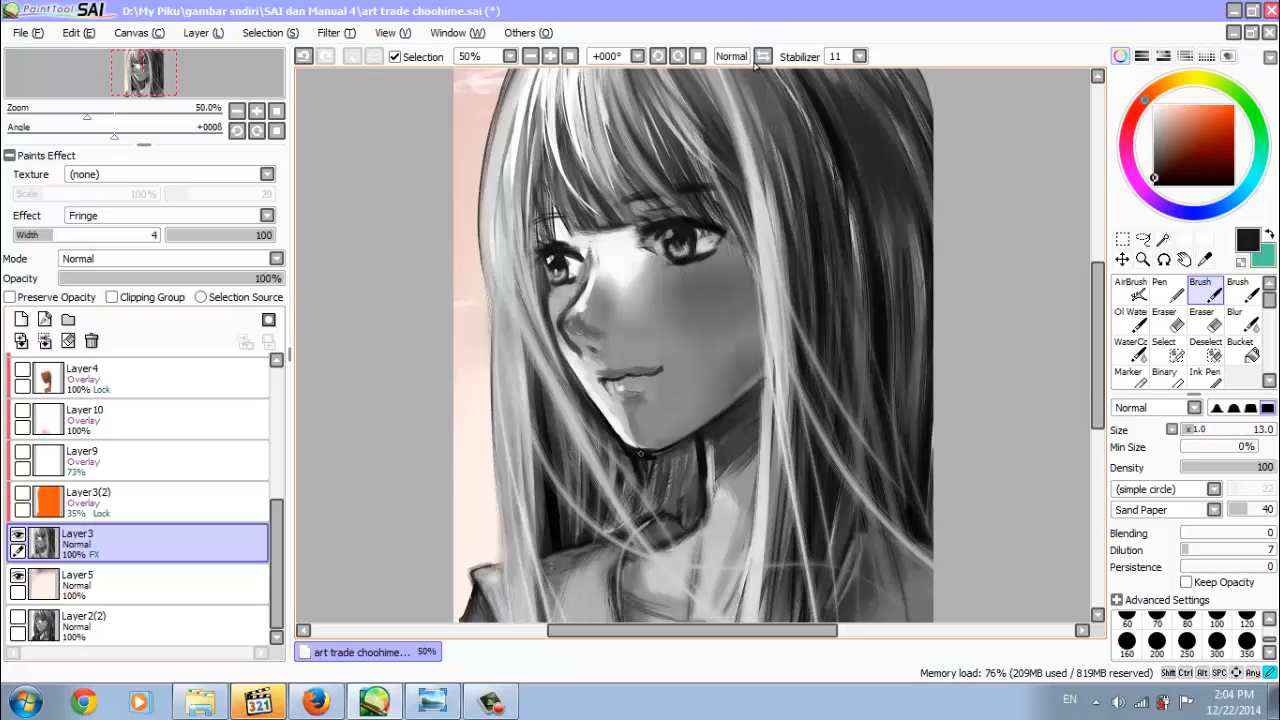 PaintTool SAI D:\My Piku\gambar sndiri\SAI dan Manual 4\art trade choohime.sai (*)
File (F) Edit (E) Canvas (C) Layer (L) Selection (S) Filter (T) View (V) Window (W) Others (O)
Selection 50% +000° Normal Stabilizer 11
Zoom 50.0%
Angle +000ß
Paints Effect
Texture (none)
Scale 100% 20
Effect Fringe
Width 4 100
Mode Normal
Opacity 100%
Preserve Opacity Clipping Group Selection Source
Layer4
Overlay
100% Lock
Layer10
Overlay
100%
Layer9
Overlay
73%
Layer3(2)
Overlay
35% Lock
Layer3
Normal
100% FX
Layer5
Normal
100%
Layer2(2)
Normal
100%
AirBrush Pen Brush Brush
Oil Wate Eraser Eraser Blur
WaterCo Select Deselect Bucket
Marker Binary Ink Pen
Normal
Size x1.0 13.0
Min Size 0%
Density 100
(simple circle) 22
Sand Paper 40
Blending 0
Dilution 7
Persistence 0
Keep Opacity
Advanced Settings
60 70 80 100 120
160 200 250 300 350
art trade choohime... 50%
Memory load: 76% (209MB used / 819MB reserved) Shift Ctrl Alt SPC Any
321
EN 2:04 PM
12/22/2014